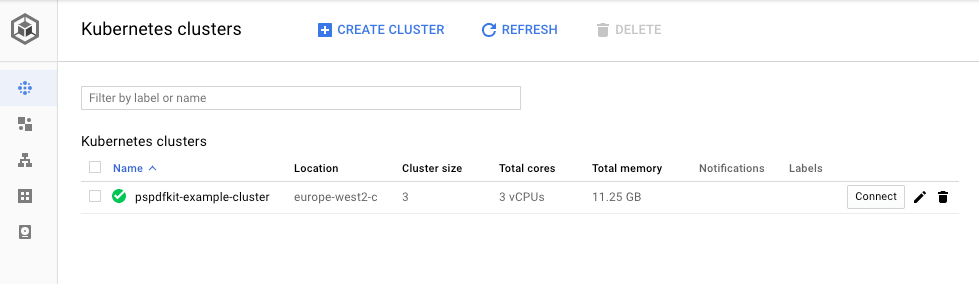 Kubernetes clusters CREATE CLUSTER REFRESH DELETE
Filter by label or name
Kubernetes clusters
Name Location Cluster size Total cores Total memory Notifications Labels
pspdfkit-example-cluster europe-west2-c 3 3 vCPUs 11.25 GB Connect